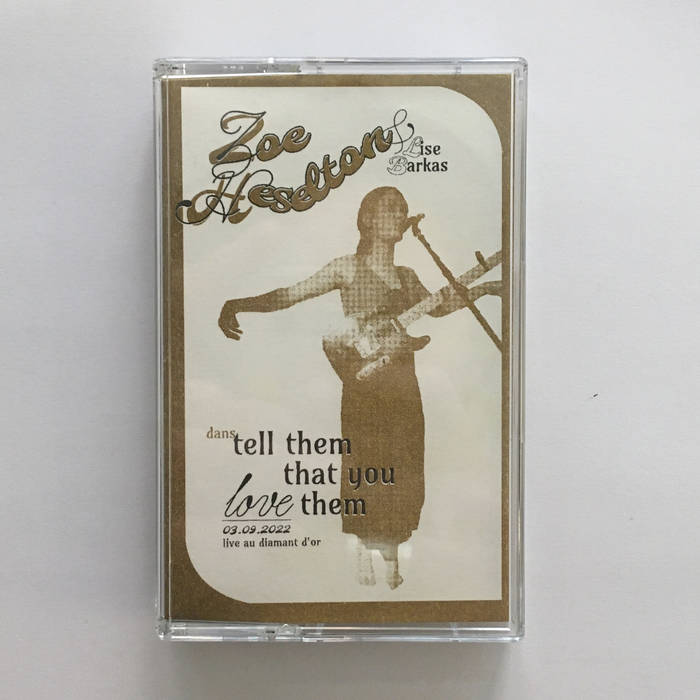 Zoe
Heselton & Lise
Barkas
dans tell them
that you
love them
03.09.2022
live au diamant d'or